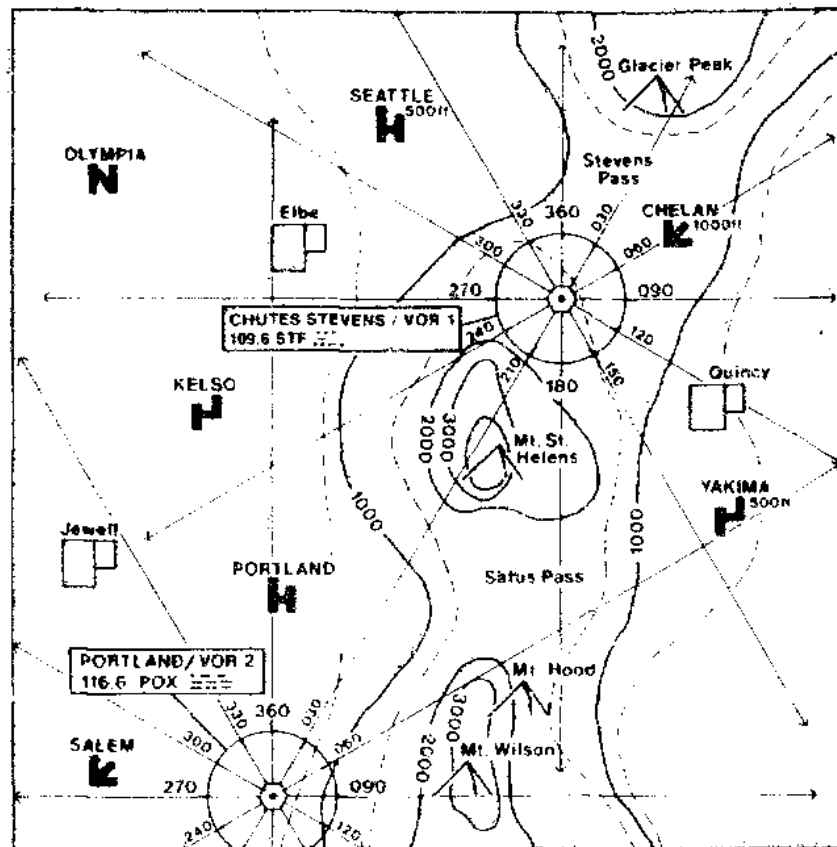 2000
Glacier Peak
SEATTLE
500ft
OLYMPIA
Stevens
Pass
Elbe
330
360
030
CHELAN
1000ft
300
060
270
090
CHUTES STEVENS / VOR 1
109.6 STF
240
120
210
180
150
Quincy
KELSO
2000
3000
Mt. St.
Helens
YAKIMA
500ft
1000
1000
Jewell
PORTLAND
Satus Pass
PORTLAND / VOR 2
116.6 POX
Mt. Hood
330
360
030
3000
SALEM
300
060
2000
Mt. Wilson
270
090
240
120